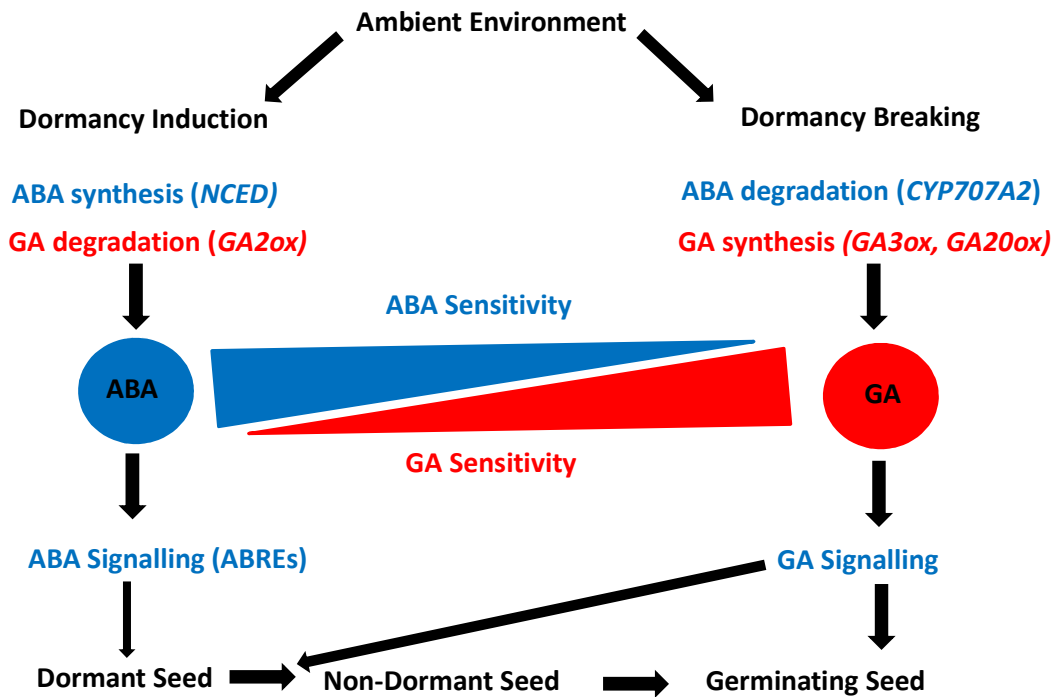 Ambient Environment
Dormancy Induction
Dormancy Breaking
ABA synthesis (NCED)
ABA degradation (CYP707A2)
GA degradation (GA2ox)
GA synthesis (GA3ox, GA20ox)
ABA Sensitivity
ABA
GA
GA Sensitivity
ABA Signalling (ABREs)
GA Signalling
Dormant Seed
Non-Dormant Seed
Germinating Seed